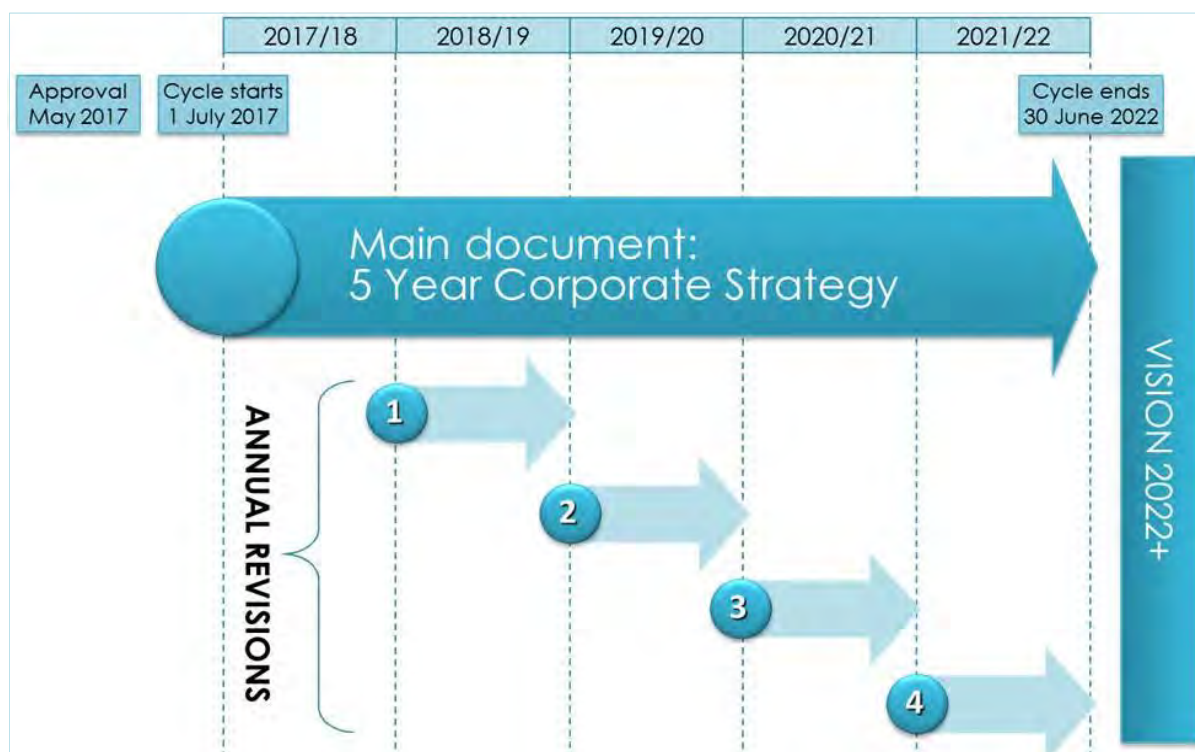 2017/18
2018/19
2019/20
2020/21
2021/22
Approval
May 2017
Cycle starts
1 July 2017
Cycle ends
30 June 2022
Main document:
5 Year Corporate Strategy
ANNUAL REVISIONS
1
2
3
4
VISION 2022+